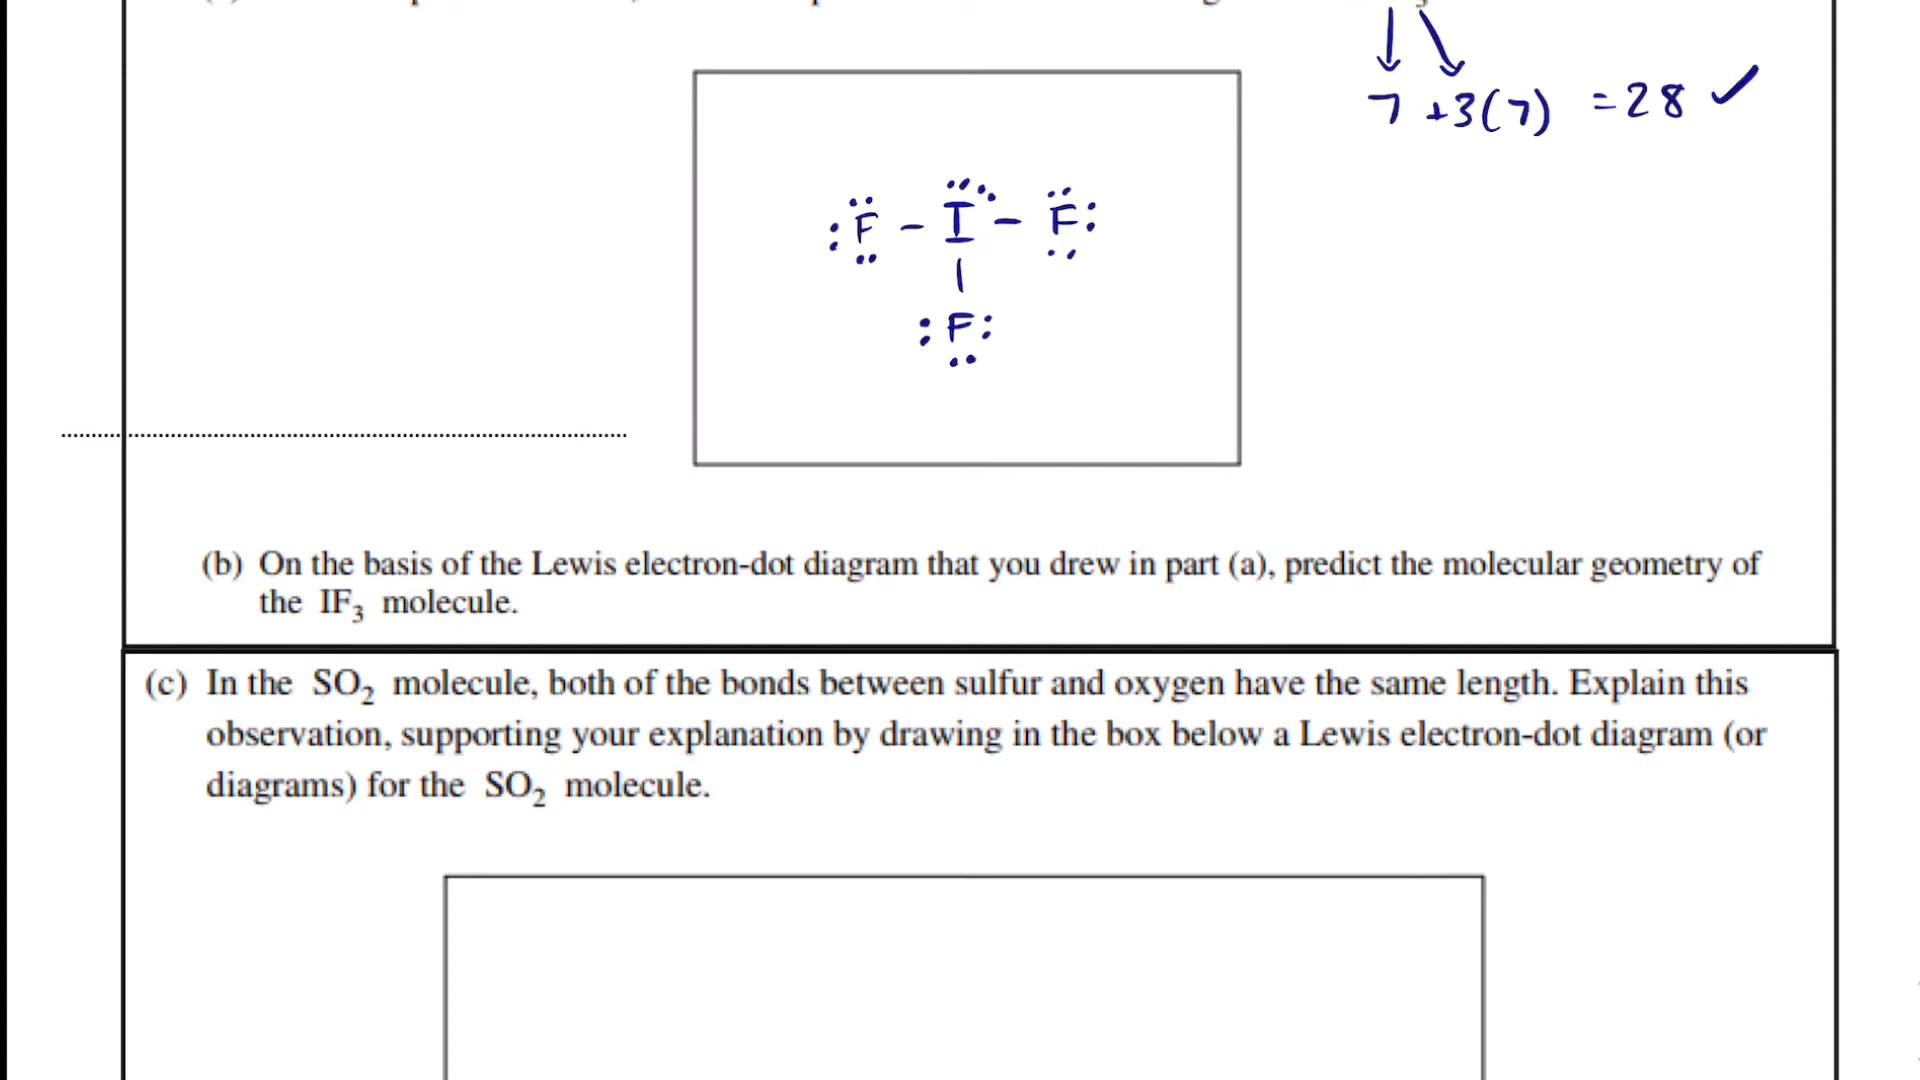 7 +3(7) = 28 ✓
:F̈ - Ï - F̈:
|
:F:
(b) On the basis of the Lewis electron-dot diagram that you drew in part (a), predict the molecular geometry of
the IF₃ molecule.
(c) In the SO₂ molecule, both of the bonds between sulfur and oxygen have the same length. Explain this
observation, supporting your explanation by drawing in the box below a Lewis electron-dot diagram (or
diagrams) for the SO₂ molecule.